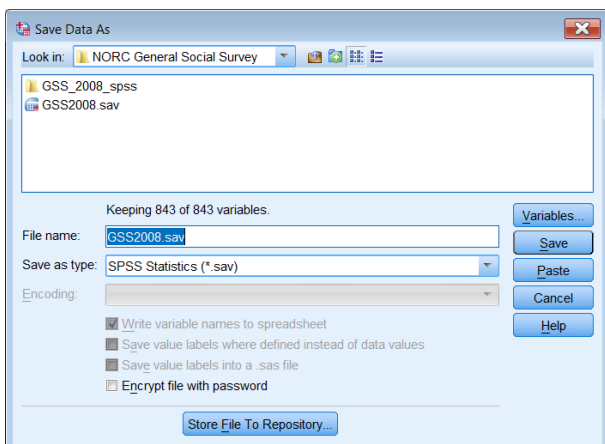 Save Data As
Look in: NORC General Social Survey
GSS_2008_spss
GSS2008.sav
Keeping 843 of 843 variables.
Variables...
File name: GSS2008.sav
Save
Save as type: SPSS Statistics (*.sav)
Paste
Encoding:
Cancel
Write variable names to spreadsheet
Help
Save value labels where defined instead of data values
Save value labels into a .sas file
Encrypt file with password
Store File To Repository...